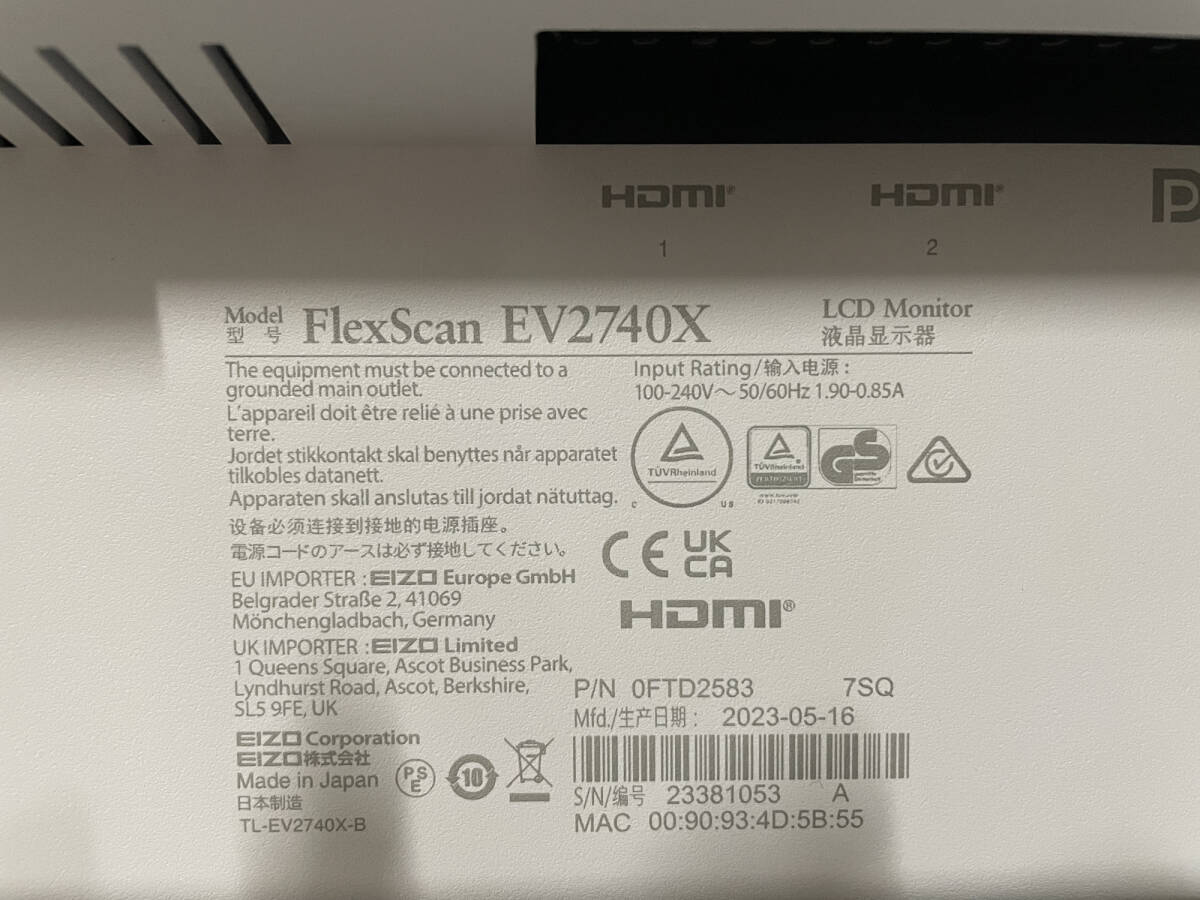 HDMI®
HDMI®
1
2
Model
型 号
FlexScan EV2740X
LCD Monitor
液晶显示器
The equipment must be connected to a
grounded main outlet.
L'appareil doit être relié à une prise avec
terre.
Jordet stikkontakt skal benyttes når apparatet
tilkobles datanett.
Apparaten skall anslutas till jordat nätuttag.
设备必须连接到接地的电源插座。
電源コードのアースは必ず接地してください。
EU IMPORTER : EIZO Europe GmbH
Belgrader Straße 2, 41069
Mönchengladbach, Germany
UK IMPORTER : EIZO Limited
1 Queens Square, Ascot Business Park,
Lyndhurst Road, Ascot, Berkshire,
SL5 9FE, UK
EIZO Corporation
EIZO株式会社
Made in Japan
日本制造
TL-EV2740X-B
PSE
10
Input Rating/输入电源 :
100-240V～ 50/60Hz 1.90-0.85A
TÜVRheinland
c us
TÜVRheinland
GS
CE
UK
CA
HDMI®
P/N 0FTD2583 7SQ
Mfd./生产日期 : 2023-05-16
S/N/编号 23381053 A
MAC 00:90:93:4D:5B:55